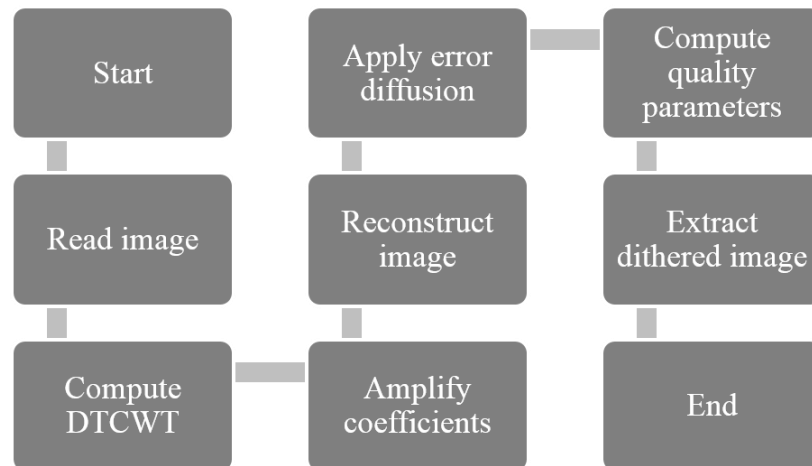 Start
Read image
Compute
DTCWT
Amplify
coefficients
Reconstruct
image
Apply error
diffusion
Compute
quality
parameters
Extract
dithered image
End